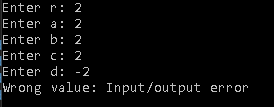 Enter r: 2
Enter a: 2
Enter b: 2
Enter c: 2
Enter d: -2
Wrong value: Input/output error